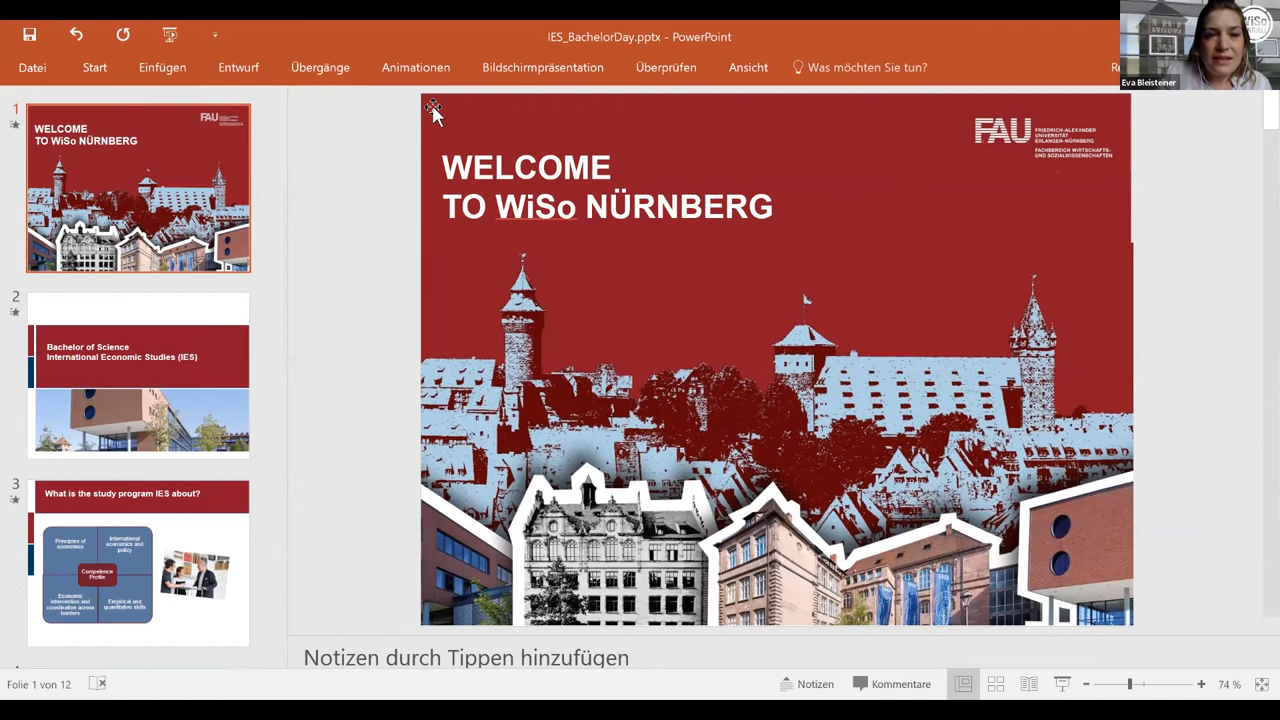 IES_BachelorDay.pptx - PowerPoint
Datei Start Einfügen Entwurf Übergänge Animationen Bildschirmpräsentation Überprüfen Ansicht Was möchten Sie tun?
Eva Bleisteiner
1
WELCOME
TO WiSo NÜRNBERG
FAU
2
Bachelor of Science
International Economic Studies (IES)
3
What is the study program IES about?
Principles of
economics
International
economics and
policy
Competence
Profile
Economic
intervention and
coordination across
borders
Empirical and
quantitative skills
WELCOME
TO WiSo NÜRNBERG
FAU
FRIEDRICH-ALEXANDER
UNIVERSITÄT
ERLANGEN-NÜRNBERG
FACHBEREICH WIRTSCHAFTS-
UND SOZIALWISSENSCHAFTEN
Notizen durch Tippen hinzufügen
Folie 1 von 12 Notizen Kommentare 74 %